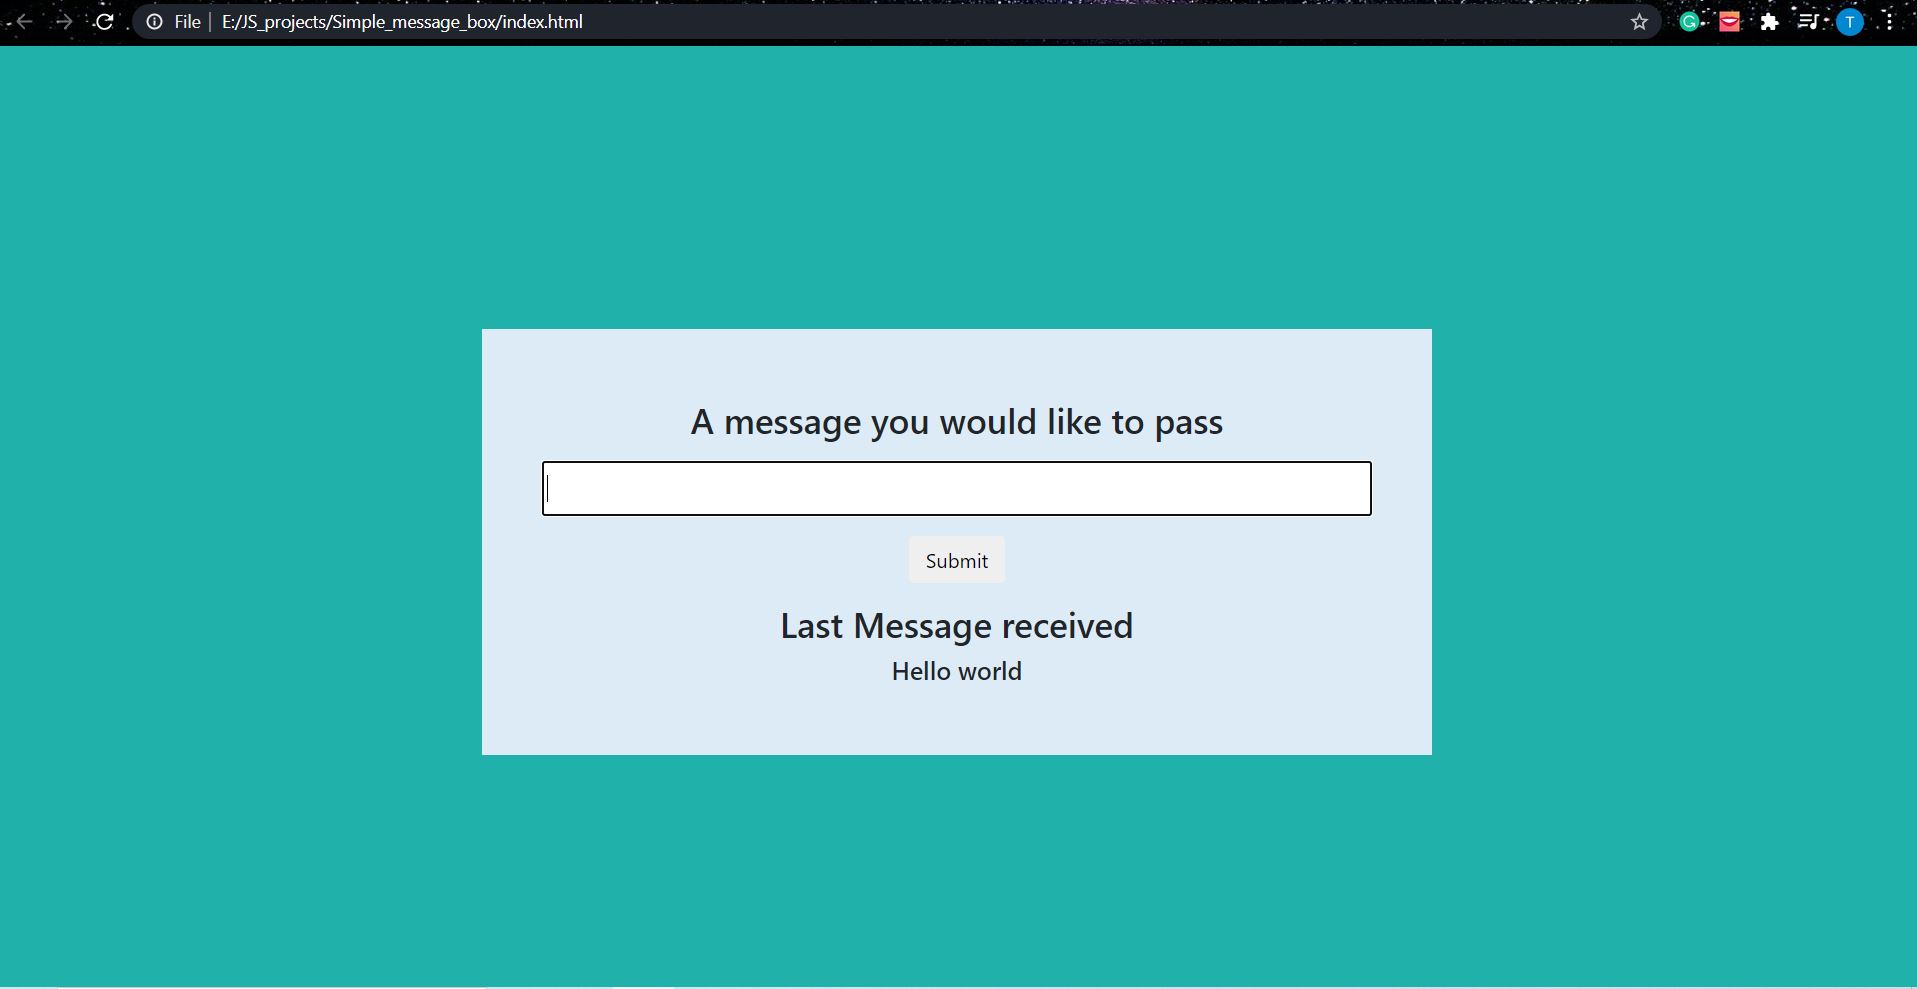 File | E:/JS_projects/Simple_message_box/index.html
T
A message you would like to pass
Submit
Last Message received
Hello world